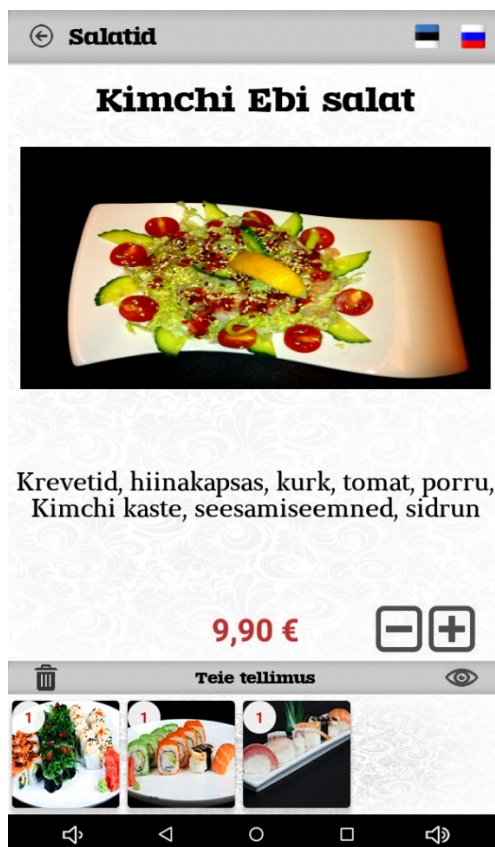 Salatid
Kimchi Ebi salat
Krevetid, hiinakapsas, kurk, tomat, porru,
Kimchi kaste, seesamiseemned, sidrun
9,90 €
Teie tellimus
1 1 1